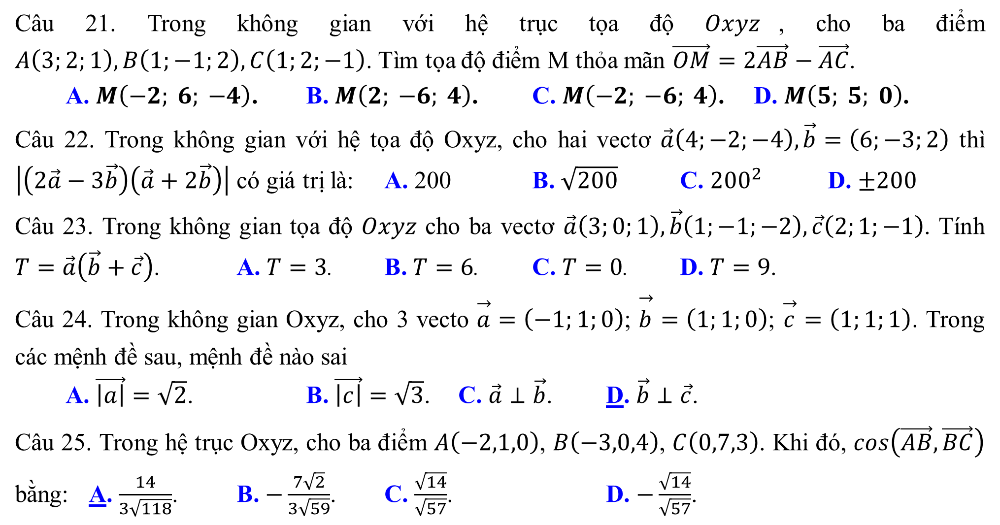 Câu 21. Trong không gian với hệ trục tọa độ Oxyz , cho ba điểm
A(3; 2; 1), B(1; −1; 2), C(1; 2; −1). Tìm tọa độ điểm M thỏa mãn $\overrightarrow{OM} = 2\overrightarrow{AB} − \overrightarrow{AC}$.
A. M(−2; 6; −4). B. M(2; −6; 4). C. M(−2; −6; 4). D. M(5; 5; 0).
Câu 22. Trong không gian với hệ tọa độ Oxyz, cho hai vectơ $\vec{a}(4; −2; −4), \vec{b} = (6; −3; 2)$ thì
$|(2\vec{a} − 3\vec{b})(\vec{a} + 2\vec{b})|$ có giá trị là: A. 200 B. $\sqrt{200}$ C. $200^2$ D. ±200
Câu 23. Trong không gian tọa độ Oxyz cho ba vectơ $\vec{a}(3; 0; 1), \vec{b}(1; −1; −2), \vec{c}(2; 1; −1)$. Tính
$T = \vec{a}(\vec{b} + \vec{c})$. A. T = 3. B. T = 6. C. T = 0. D. T = 9.
Câu 24. Trong không gian Oxyz, cho 3 vecto $\overrightarrow{a} = (−1; 1; 0); \overrightarrow{b} = (1; 1; 0); \overrightarrow{c} = (1; 1; 1)$. Trong
các mệnh đề sau, mệnh đề nào sai
A. $\overrightarrow{|a|} = \sqrt{2}$. B. $\overrightarrow{|c|} = \sqrt{3}$. C. $\vec{a} ⊥ \vec{b}$. D. $\vec{b} ⊥ \vec{c}$.
Câu 25. Trong hệ trục Oxyz, cho ba điểm A(−2,1,0), B(−3,0,4), C(0,7,3). Khi đó, $cos(\overrightarrow{AB}, \overrightarrow{BC})$
bằng: A. $\frac{14}{3\sqrt{118}}$. B. $−\frac{7\sqrt{2}}{3\sqrt{59}}$. C. $\frac{\sqrt{14}}{\sqrt{57}}$. D. $−\frac{\sqrt{14}}{\sqrt{57}}$.